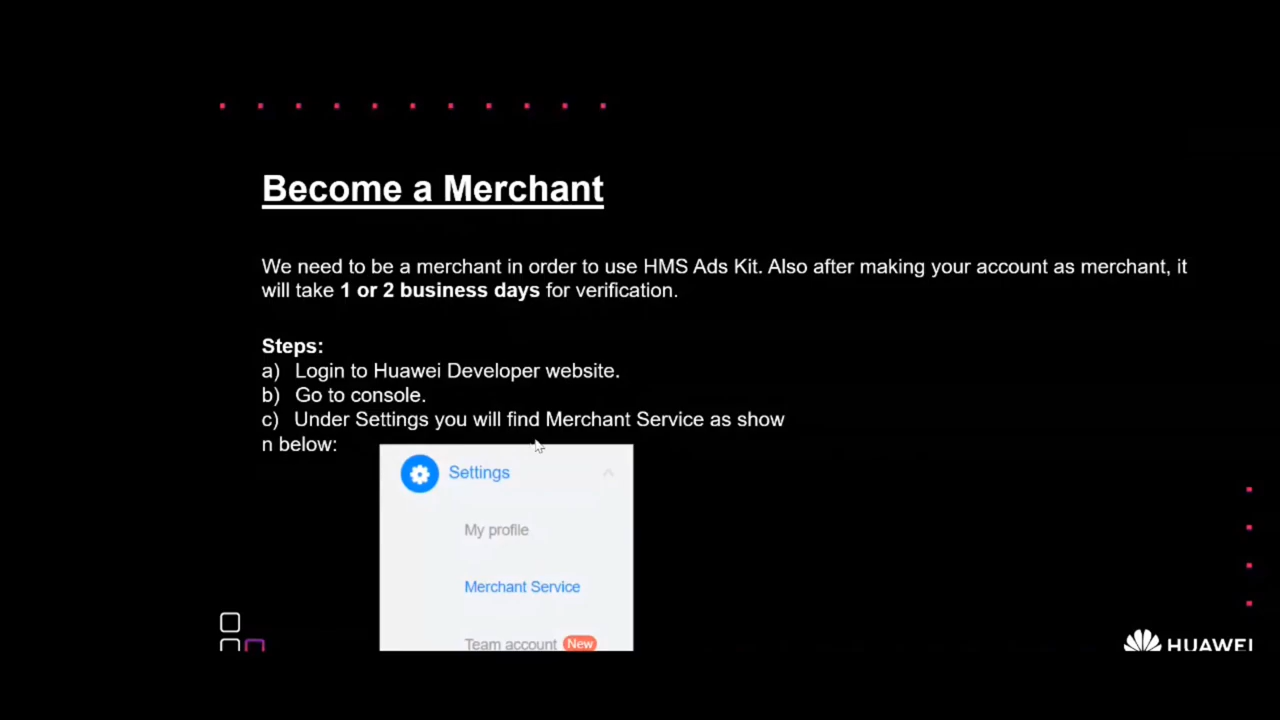 Become a Merchant
We need to be a merchant in order to use HMS Ads Kit. Also after making your account as merchant, it
will take 1 or 2 business days for verification.
Steps:
a) Login to Huawei Developer website.
b) Go to console.
c) Under Settings you will find Merchant Service as show
n below:
Settings
My profile
Merchant Service
Team account New
HUAWEI